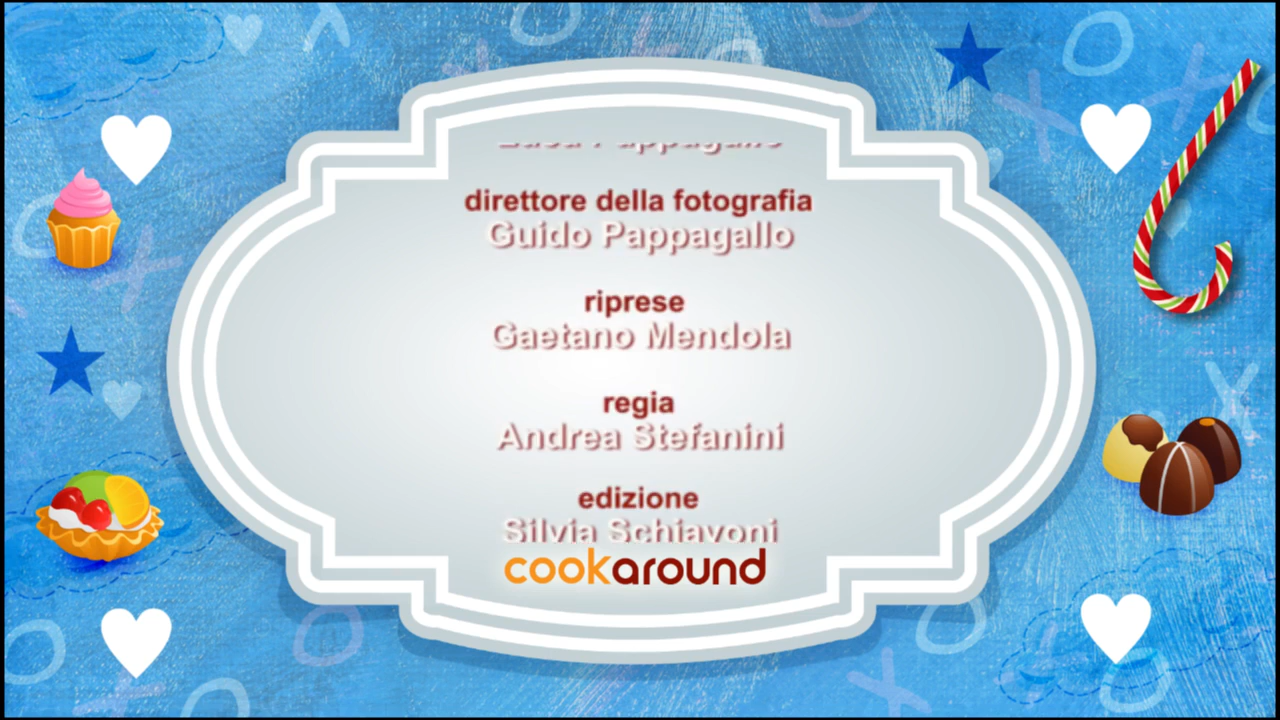 direttore della fotografia
Guido Pappagallo
riprese
Gaetano Mendola
regia
Andrea Stefanini
edizione
Silvia Schiavoni
cookaround